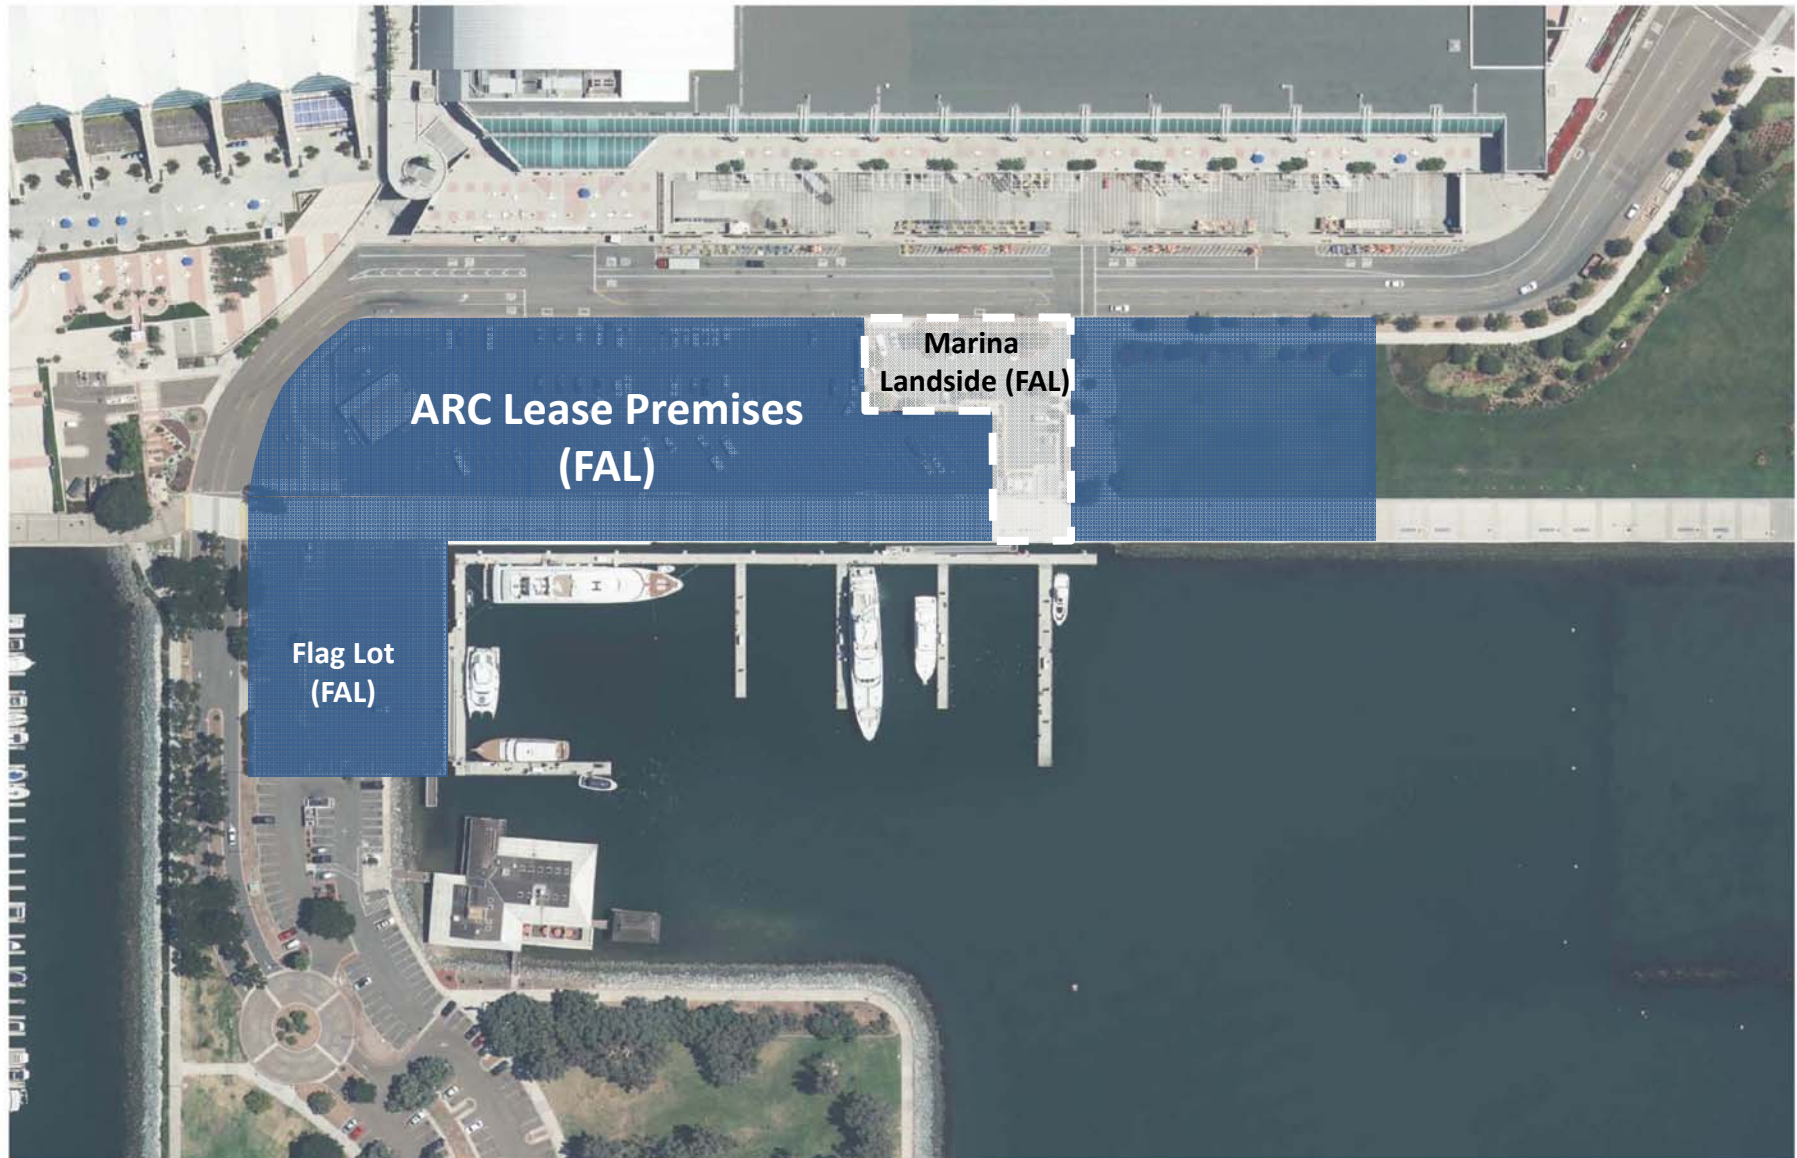 Marina
Landside (FAL)
ARC Lease Premises
(FAL)
Flag Lot
(FAL)